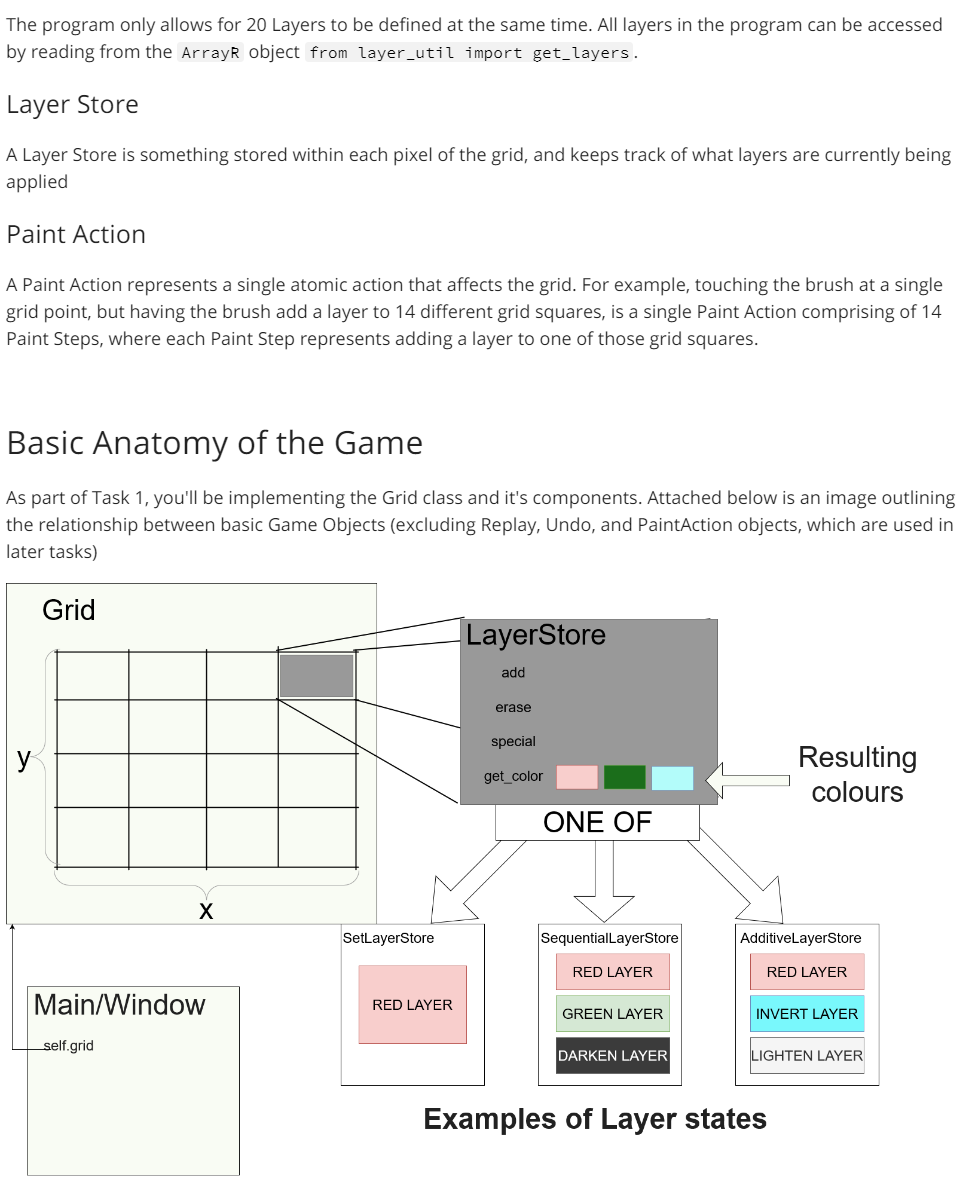 The program only allows for 20 Layers to be defined at the same time. All layers in the program can be accessed
by reading from the ArrayR object from layer_util import get_layers.
Layer Store
A Layer Store is something stored within each pixel of the grid, and keeps track of what layers are currently being
applied
Paint Action
A Paint Action represents a single atomic action that affects the grid. For example, touching the brush at a single
grid point, but having the brush add a layer to 14 different grid squares, is a single Paint Action comprising of 14
Paint Steps, where each Paint Step represents adding a layer to one of those grid squares.
Basic Anatomy of the Game
As part of Task 1, you'll be implementing the Grid class and it's components. Attached below is an image outlining
the relationship between basic Game Objects (excluding Replay, Undo, and PaintAction objects, which are used in
later tasks)
Grid
y
x
LayerStore
add
erase
special
get_color
Resulting
colours
ONE OF
SetLayerStore
RED LAYER
SequentialLayerStore
RED LAYER
GREEN LAYER
DARKEN LAYER
AdditiveLayerStore
RED LAYER
INVERT LAYER
LIGHTEN LAYER
Main/Window
self.grid
Examples of Layer states